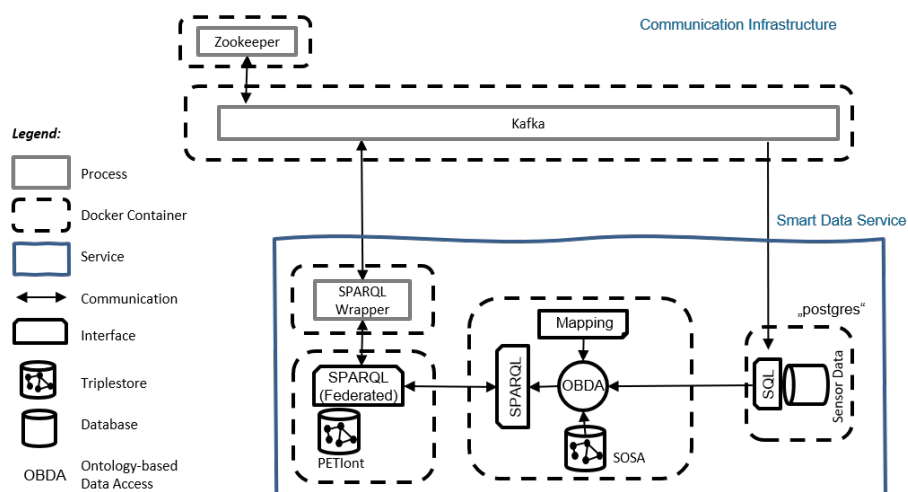 Communication Infrastructure
Zookeeper
Kafka
Legend:
Process
Docker Container
Service
Communication
Interface
Triplestore
Database
OBDA
Ontology-based
Data Access
Smart Data Service
SPARQL
Wrapper
SPARQL
(Federated)
PETIont
Mapping
SPARQL
OBDA
SOSA
„postgres“
SQL
Sensor Data